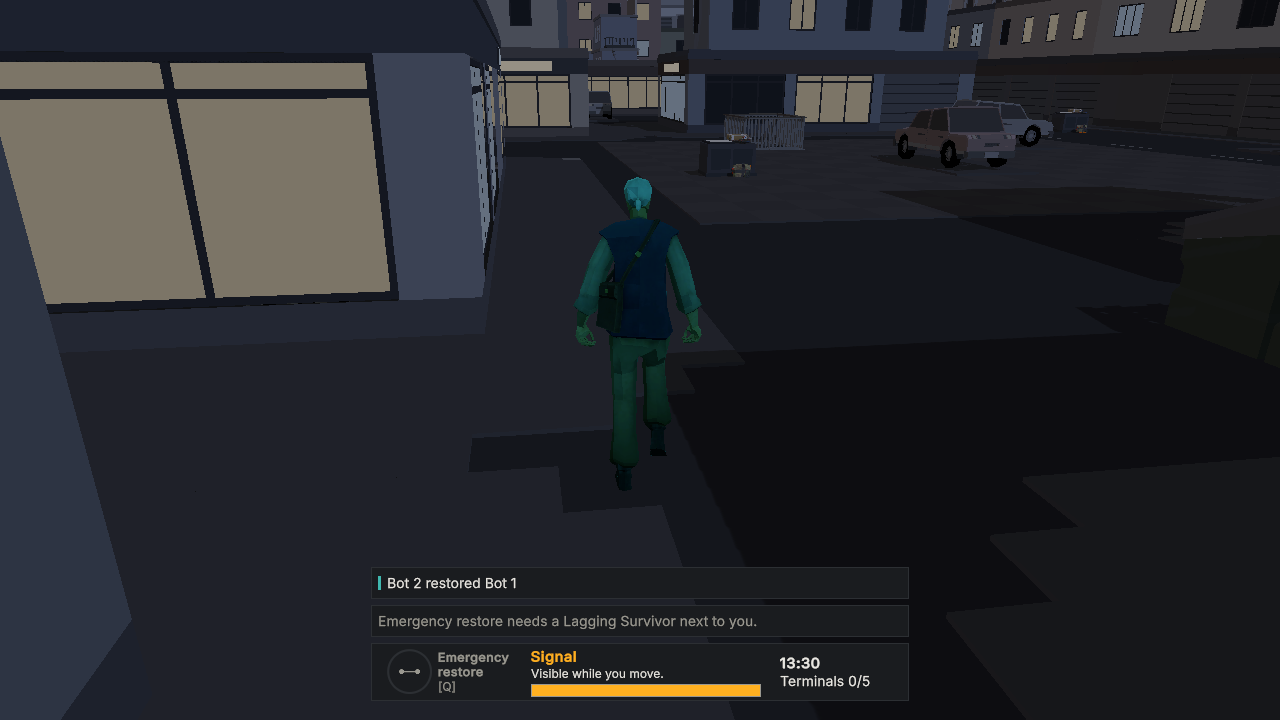 Bot 2 restored Bot 1
Emergency restore needs a Lagging Survivor next to you.
Emergency
restore
[Q]
Signal
Visible while you move.
13:30
Terminals 0/5